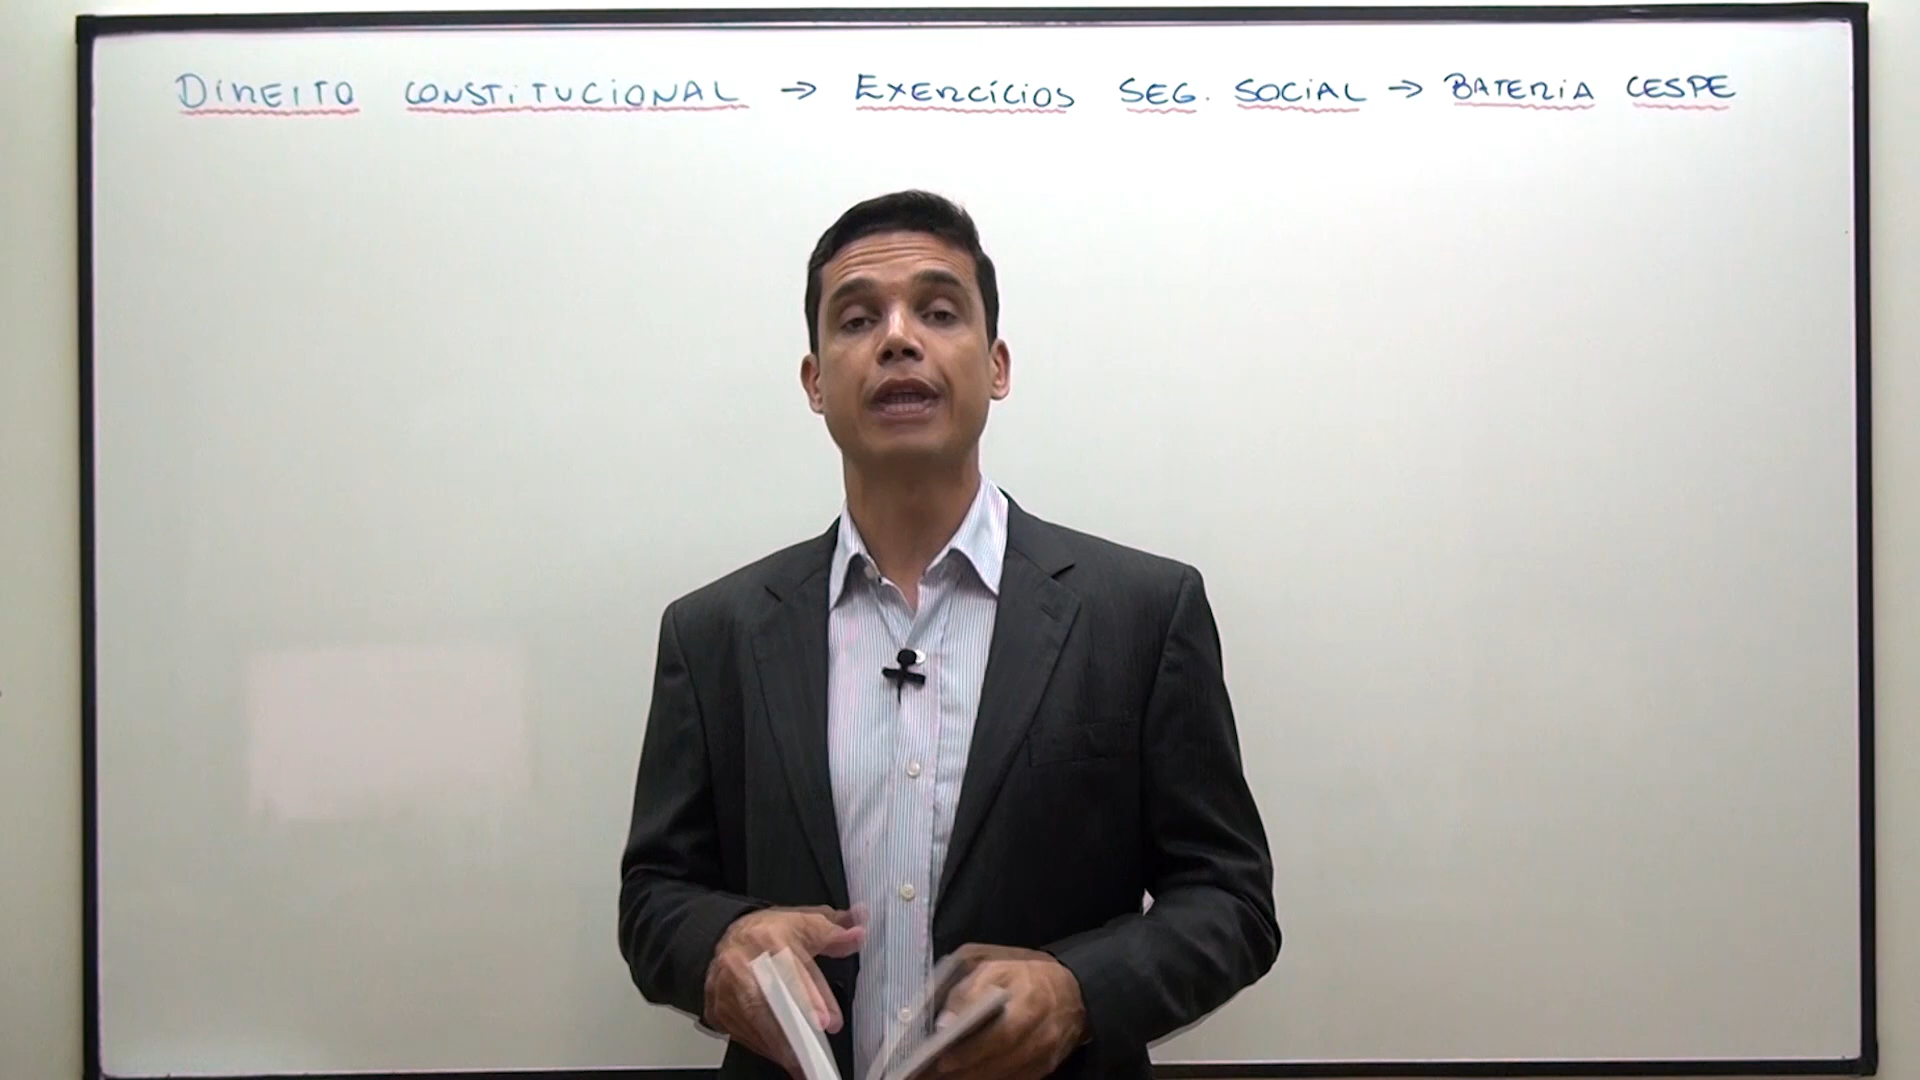 DIREITO CONSTITUCIONAL → EXERCÍCIOS SEG. SOCIAL → BATERIA CESPE